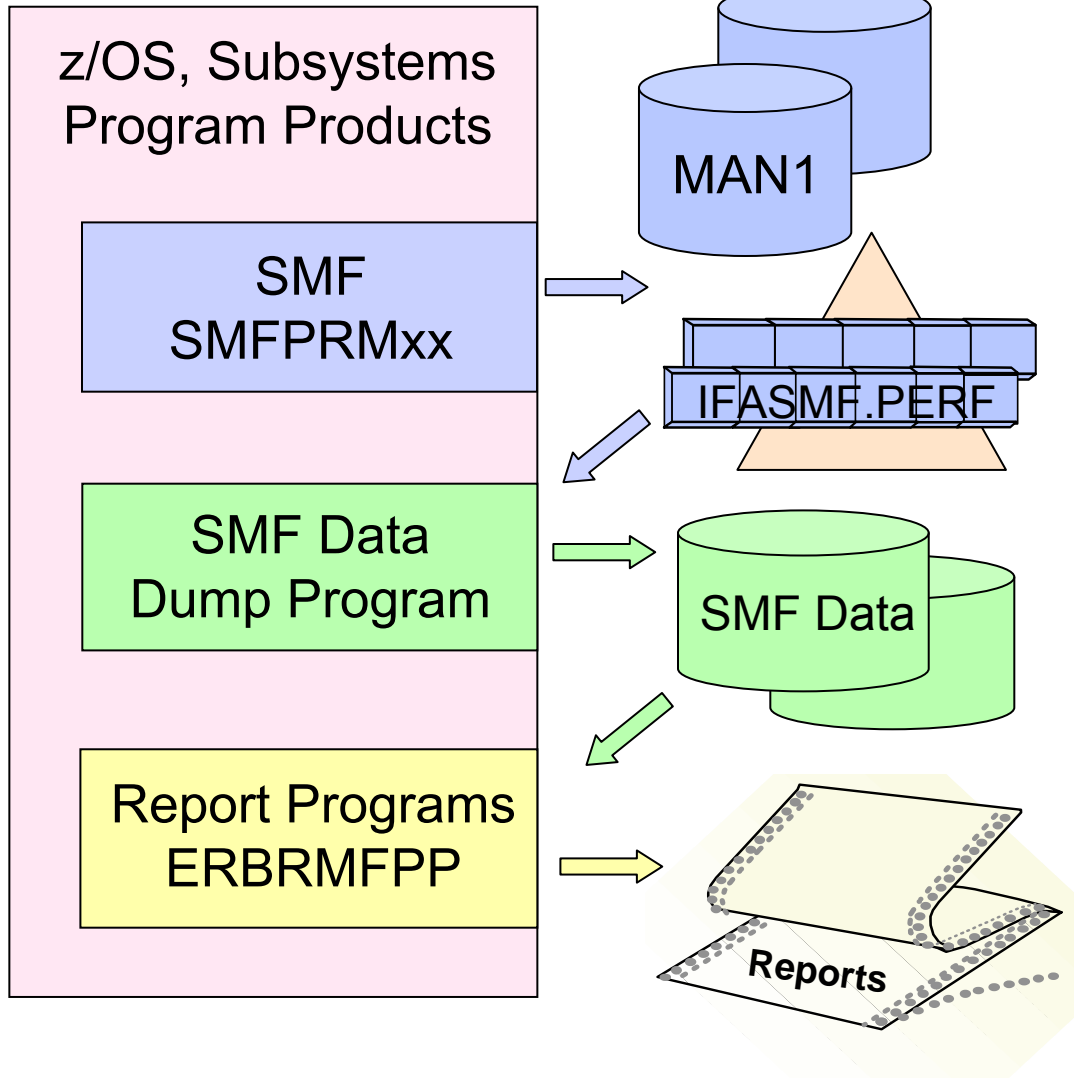 z/OS, Subsystems
Program Products
MAN1
SMF
SMFPRMxx
IFASMF.PERF
SMF Data
Dump Program
SMF Data
Report Programs
ERBRMFPP
Reports